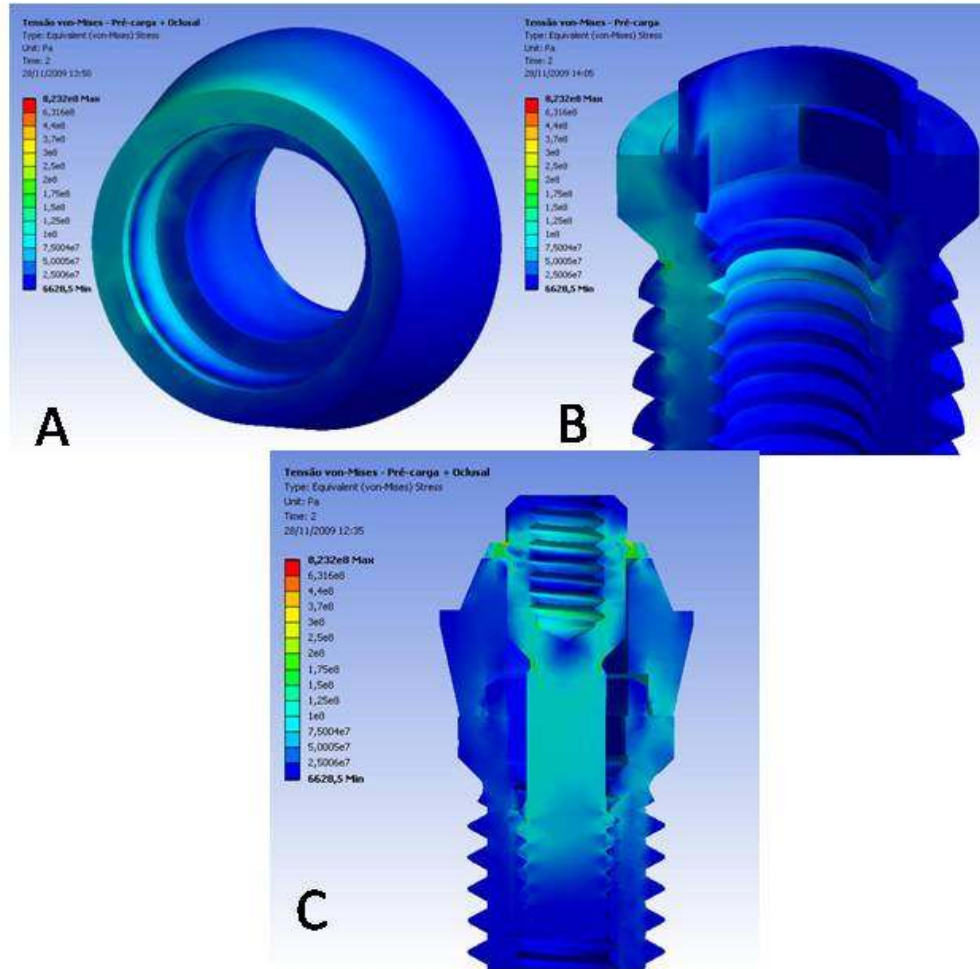 Tensão von-Mises - Pré-carga + Oclusal
Type: Equivalent (von-Mises) Stress
Unit: Pa
Time: 2
28/11/2009 13:50
8,232e8 Max
6,316e8
4,4e8
3,7e8
3e8
2,5e8
2e8
1,75e8
1,5e8
1,25e8
1e8
7,5004e7
5,0005e7
2,5006e7
6628,5 Min
A
Tensão von-Mises - Pré-carga
Type: Equivalent (von-Mises) Stress
Unit: Pa
Time: 2
28/11/2009 14:05
8,232e8 Max
6,316e8
4,4e8
3,7e8
3e8
2,5e8
2e8
1,75e8
1,5e8
1,25e8
1e8
7,5004e7
5,0005e7
2,5006e7
6628,5 Min
B
Tensão von-Mises - Pré-carga + Oclusal
Type: Equivalent (von-Mises) Stress
Unit: Pa
Time: 2
28/11/2009 12:35
8,232e8 Max
6,316e8
4,4e8
3,7e8
3e8
2,5e8
2e8
1,75e8
1,5e8
1,25e8
1e8
7,5004e7
5,0005e7
2,5006e7
6628,5 Min
C